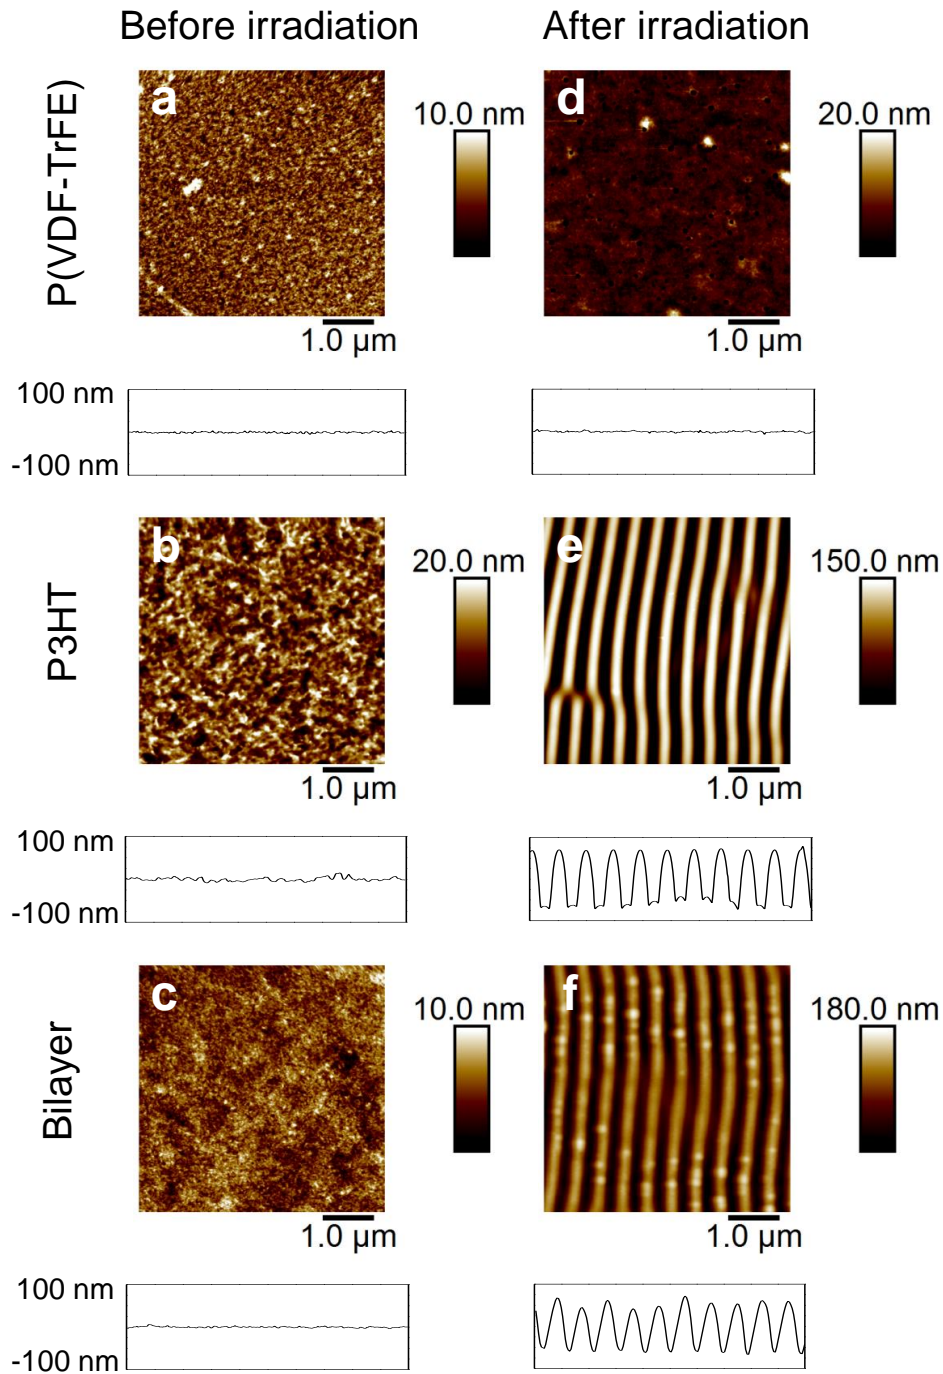 Before irradiation
After irradiation
P(VDF-TrFE)
a
10.0 nm
1.0 µm
d
20.0 nm
1.0 µm
100 nm
-100 nm
P3HT
b
20.0 nm
1.0 µm
e
150.0 nm
1.0 µm
100 nm
-100 nm
Bilayer
c
10.0 nm
1.0 µm
f
180.0 nm
1.0 µm
100 nm
-100 nm